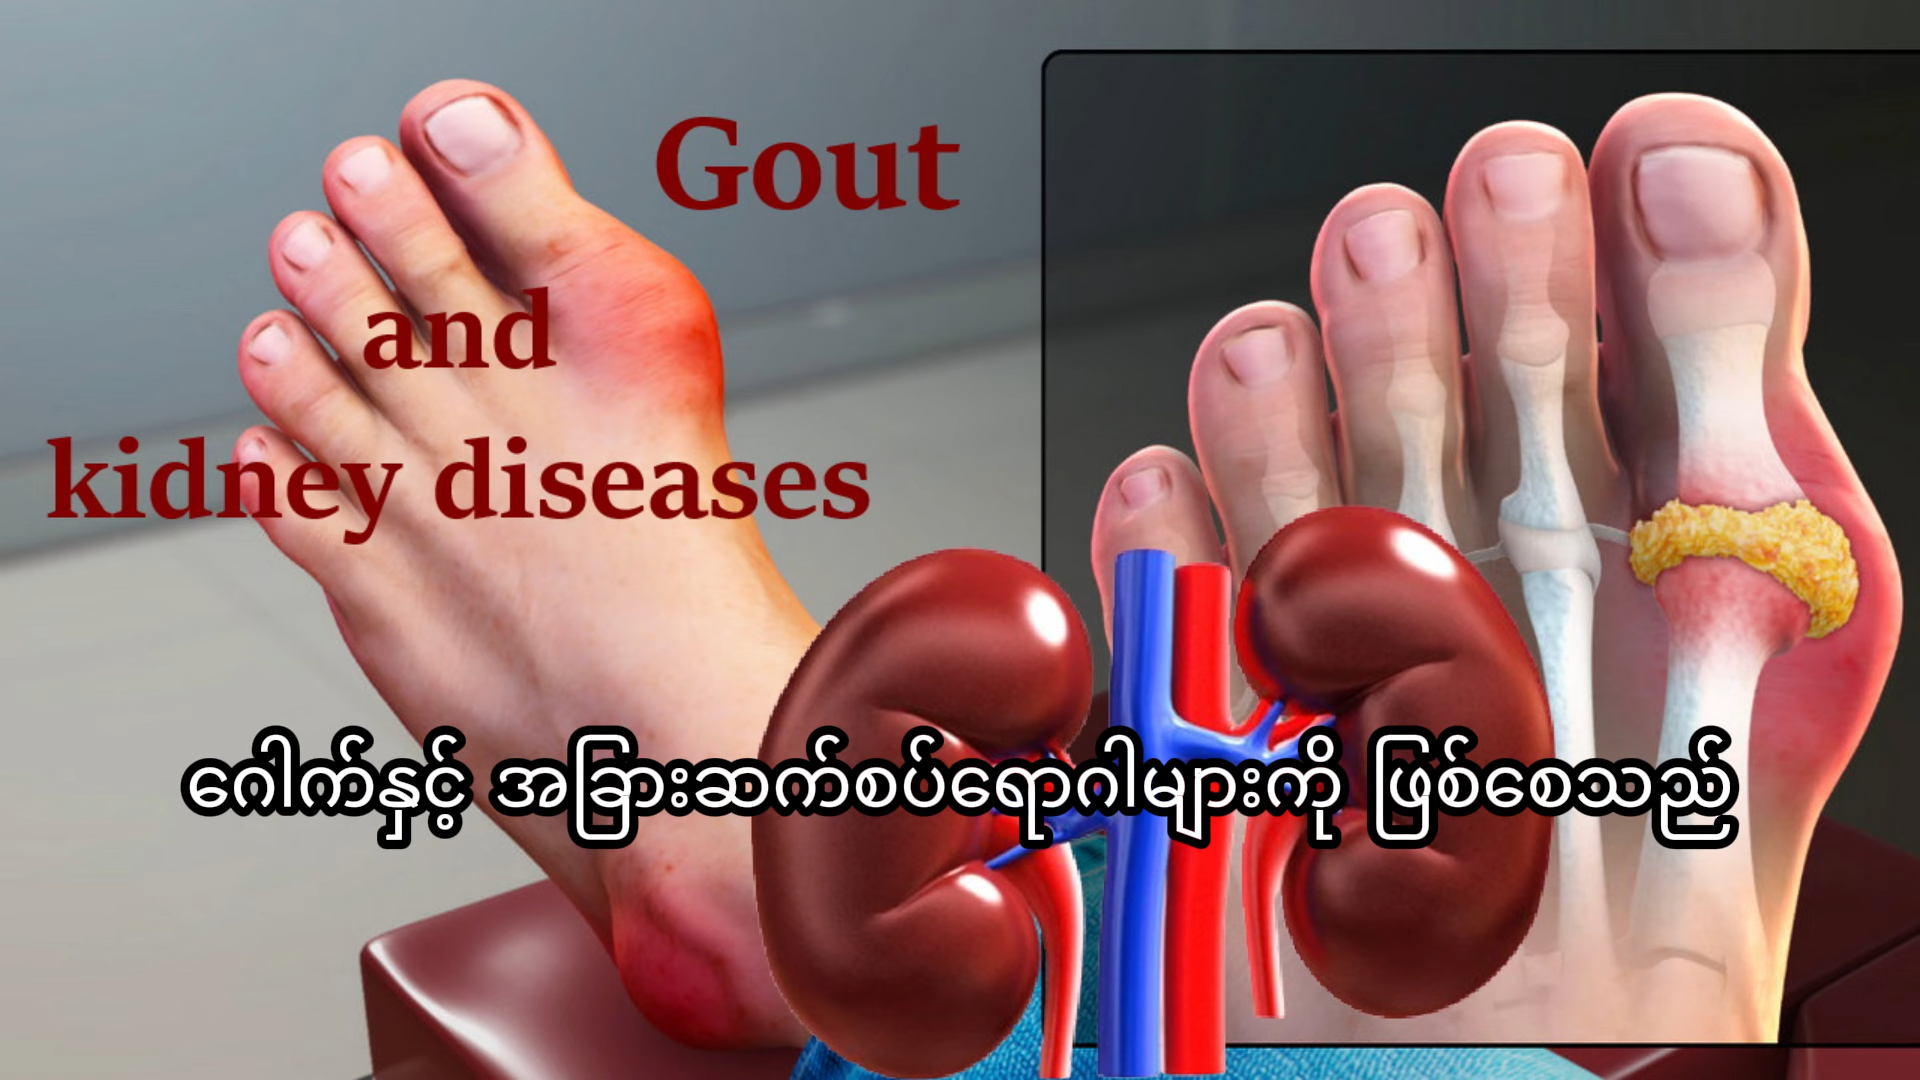 Gout
and
kidney diseases
ဂေါက်နှင့် အခြားဆက်စပ်ရောဂါများကို ဖြစ်စေသည်